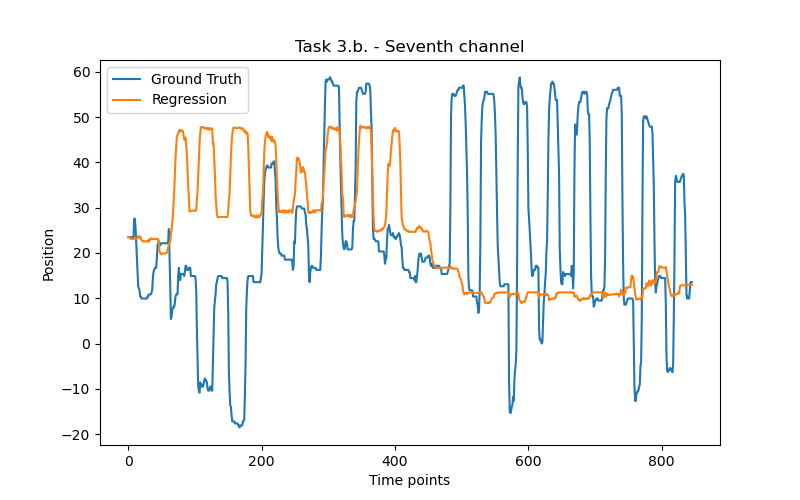 Task 3.b. - Seventh channel
Ground Truth
Regression
60
50
40
30
20
10
0
−10
−20
Position
0 200 400 600 800
Time points